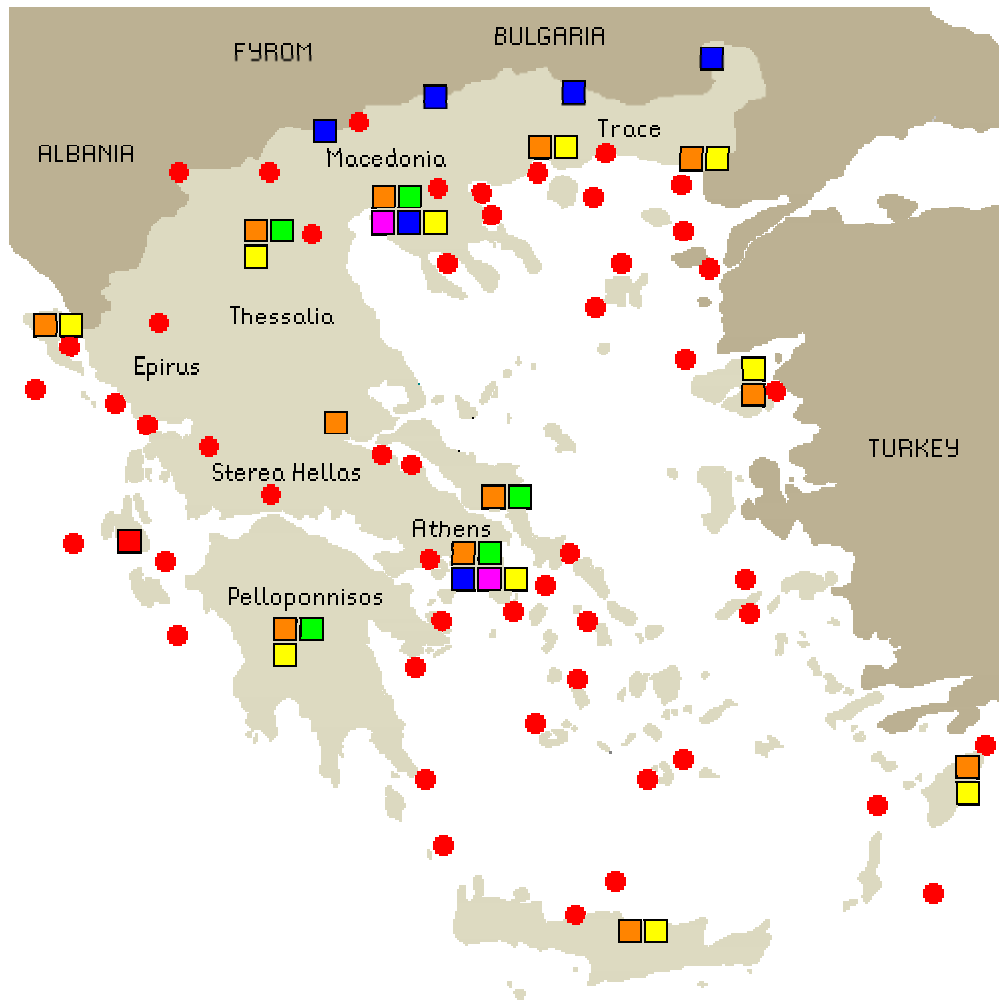 BULGARIA
FYROM
Trace
ALBANIA
Macedonia
Thessalia
Epirus
TURKEY
Sterea Hellas
Athens
Pelloponnisos